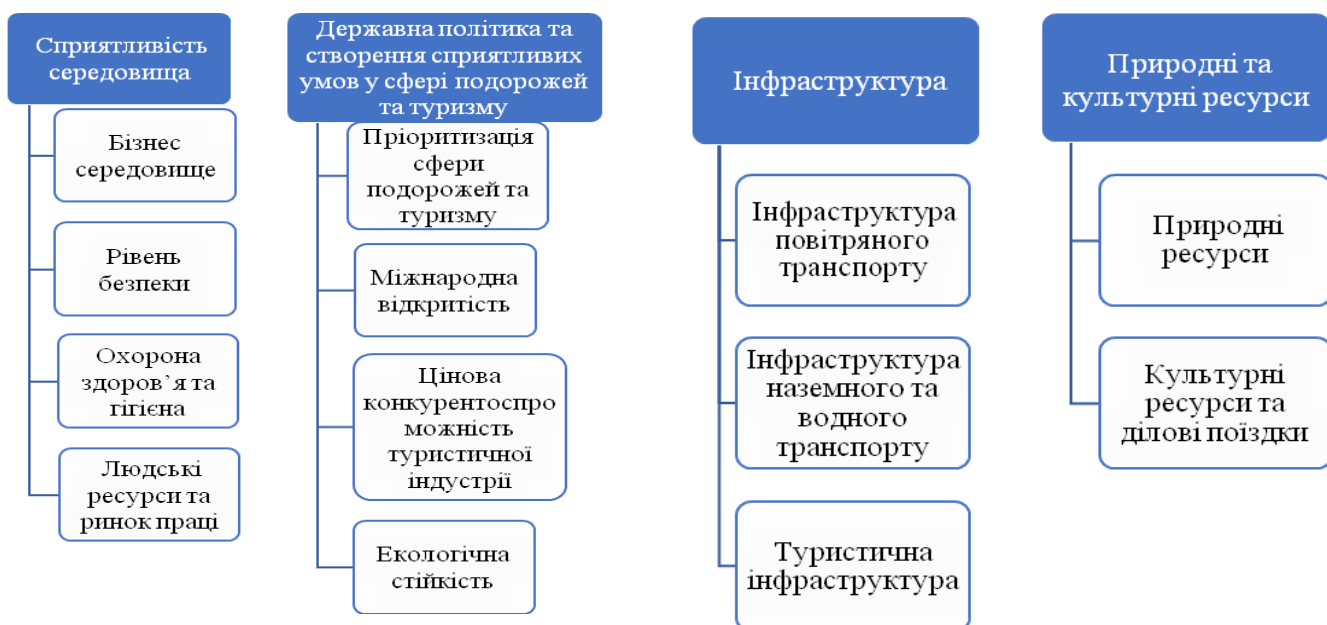 Сприятливість
середовища
Бізнес
середовище
Рівень
безпеки
Охорона
здоров’я та
гігієна
Людські
ресурси та
ринок праці
Державна політика та
створення сприятливих
умов у сфері подорожей
та туризму
Пріоритизація
сфери
подорожей та
туризму
Міжнародна
відкритість
Цінова
конкурентоспро
можність
туристичної
індустрії
Екологічна
стійкість
Інфраструктура
Інфраструктура
повітряного
транспорту
Інфраструктура
наземного та
водного
транспорту
Туристична
інфраструктура
Природні та
культурні ресурси
Природні
ресурси
Культурні
ресурси та
ділові поїздки